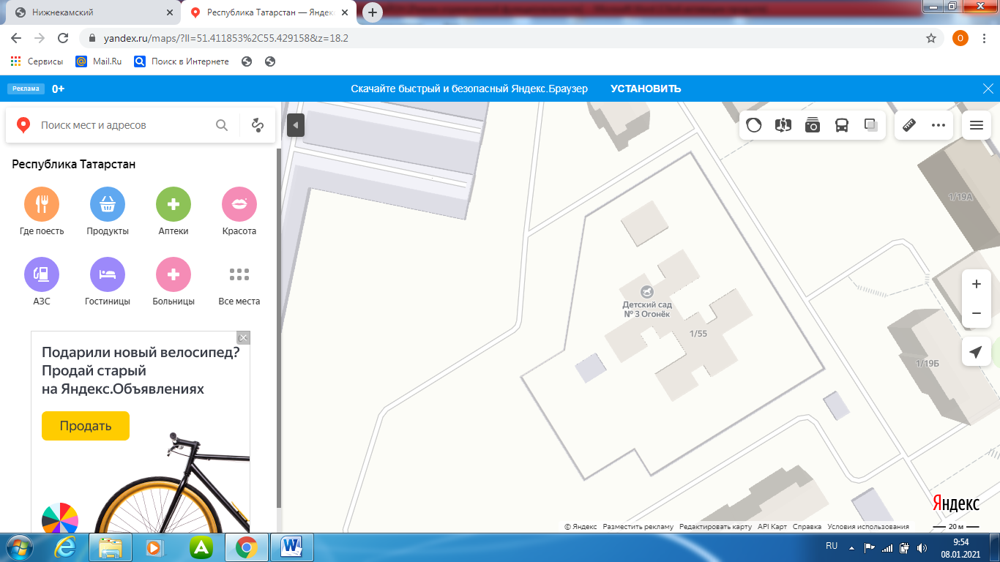 Нижнекамский
Республика Татарстан — Яндекс
yandex.ru/maps/?ll=51.411853%2C55.429158&z=18.2
О
Сервисы
Mail.Ru
Поиск в Интернете
Реклама
0+
Скачайте быстрый и безопасный Яндекс.Браузер
УСТАНОВИТЬ
Поиск мест и адресов
Республика Татарстан
Где поесть
Продукты
Аптеки
Красота
АЗС
Гостиницы
Больницы
Все места
Подарили новый велосипед?
Продай старый
на Яндекс.Объявлениях
Продать
1/19А
Детский сад
№ 3 Огонёк
1/55
1/19Б
Яндекс
© Яндекс
Разместить рекламу
Редактировать карту
API Карт
Справка
Условия использования
20 м
RU
9:54
08.01.2021